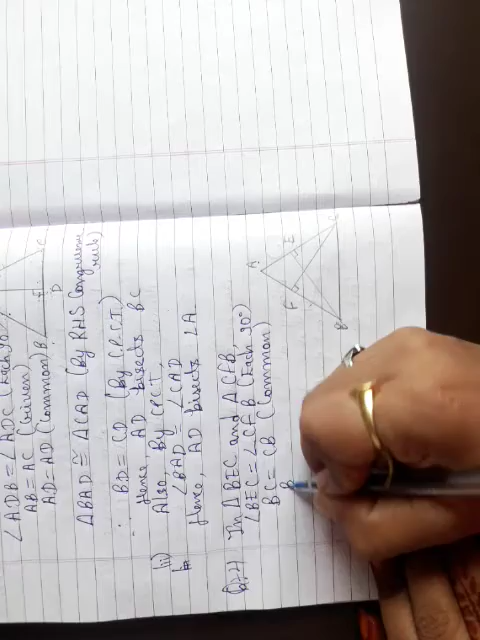 ∠ADB = ∠ADC (Each 90°)
AB = AC (Given)
AD = AD (Common)
B
E
C
D
ΔBAD ≅ ΔCAD (by RHS Congruence rule)
∴ BD = CD (By C.P.C.T)
Hence, AD bisects BC
(ii) Also by CPCT,
∠BAD = ∠CAD
Hence, AD bisects ∠A.
Q:-4) In ΔBEC and ΔCFB,
∠BEC = ∠CFB (Each 90°)
BC = CB (Common)
A
F
E
B
C